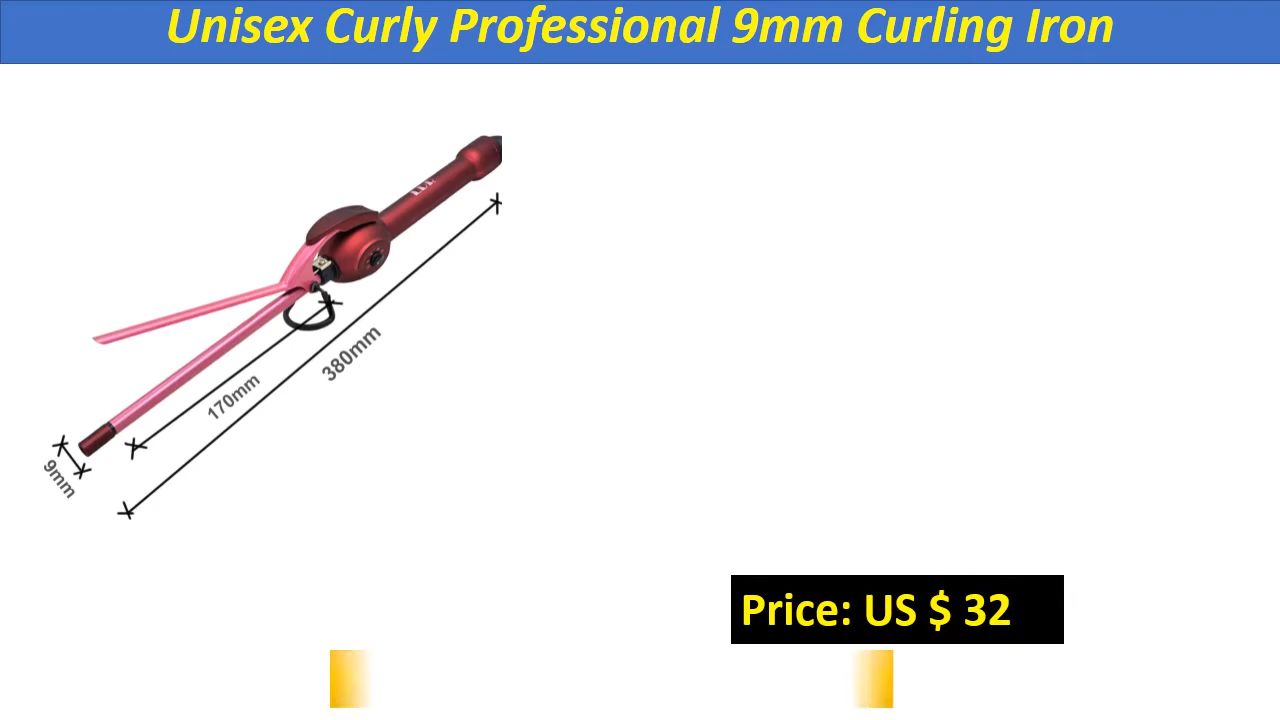 Unisex Curly Professional 9mm Curling Iron
380mm
170mm
9mm
Price: US $ 32